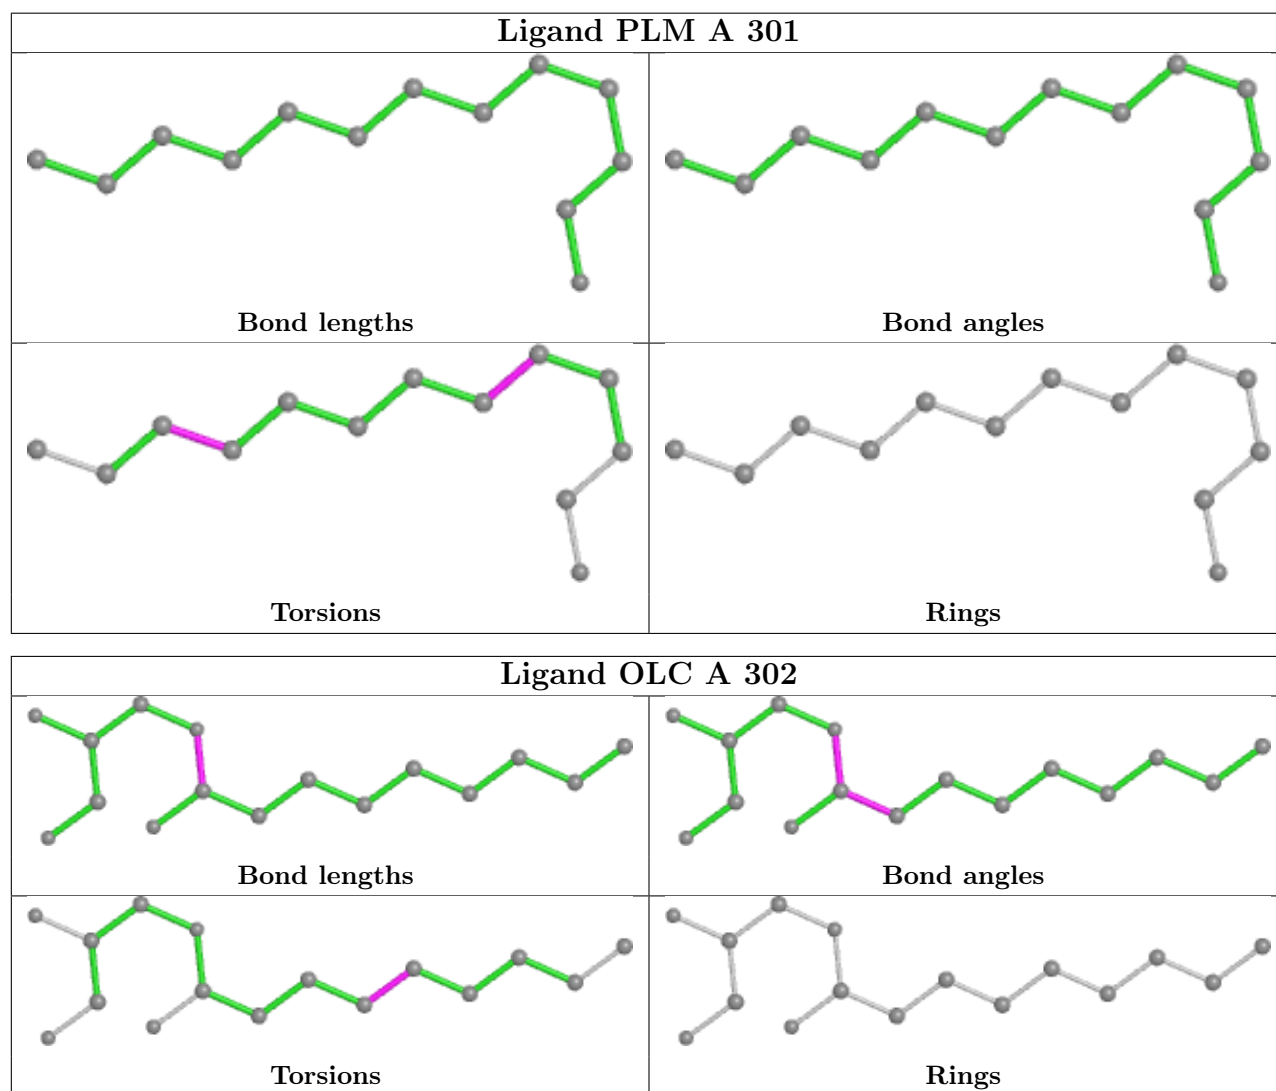 Ligand PLM A 301
Bond lengths
Bond angles
Torsions
Rings
Ligand OLC A 302
Bond lengths
Bond angles
Torsions
Rings